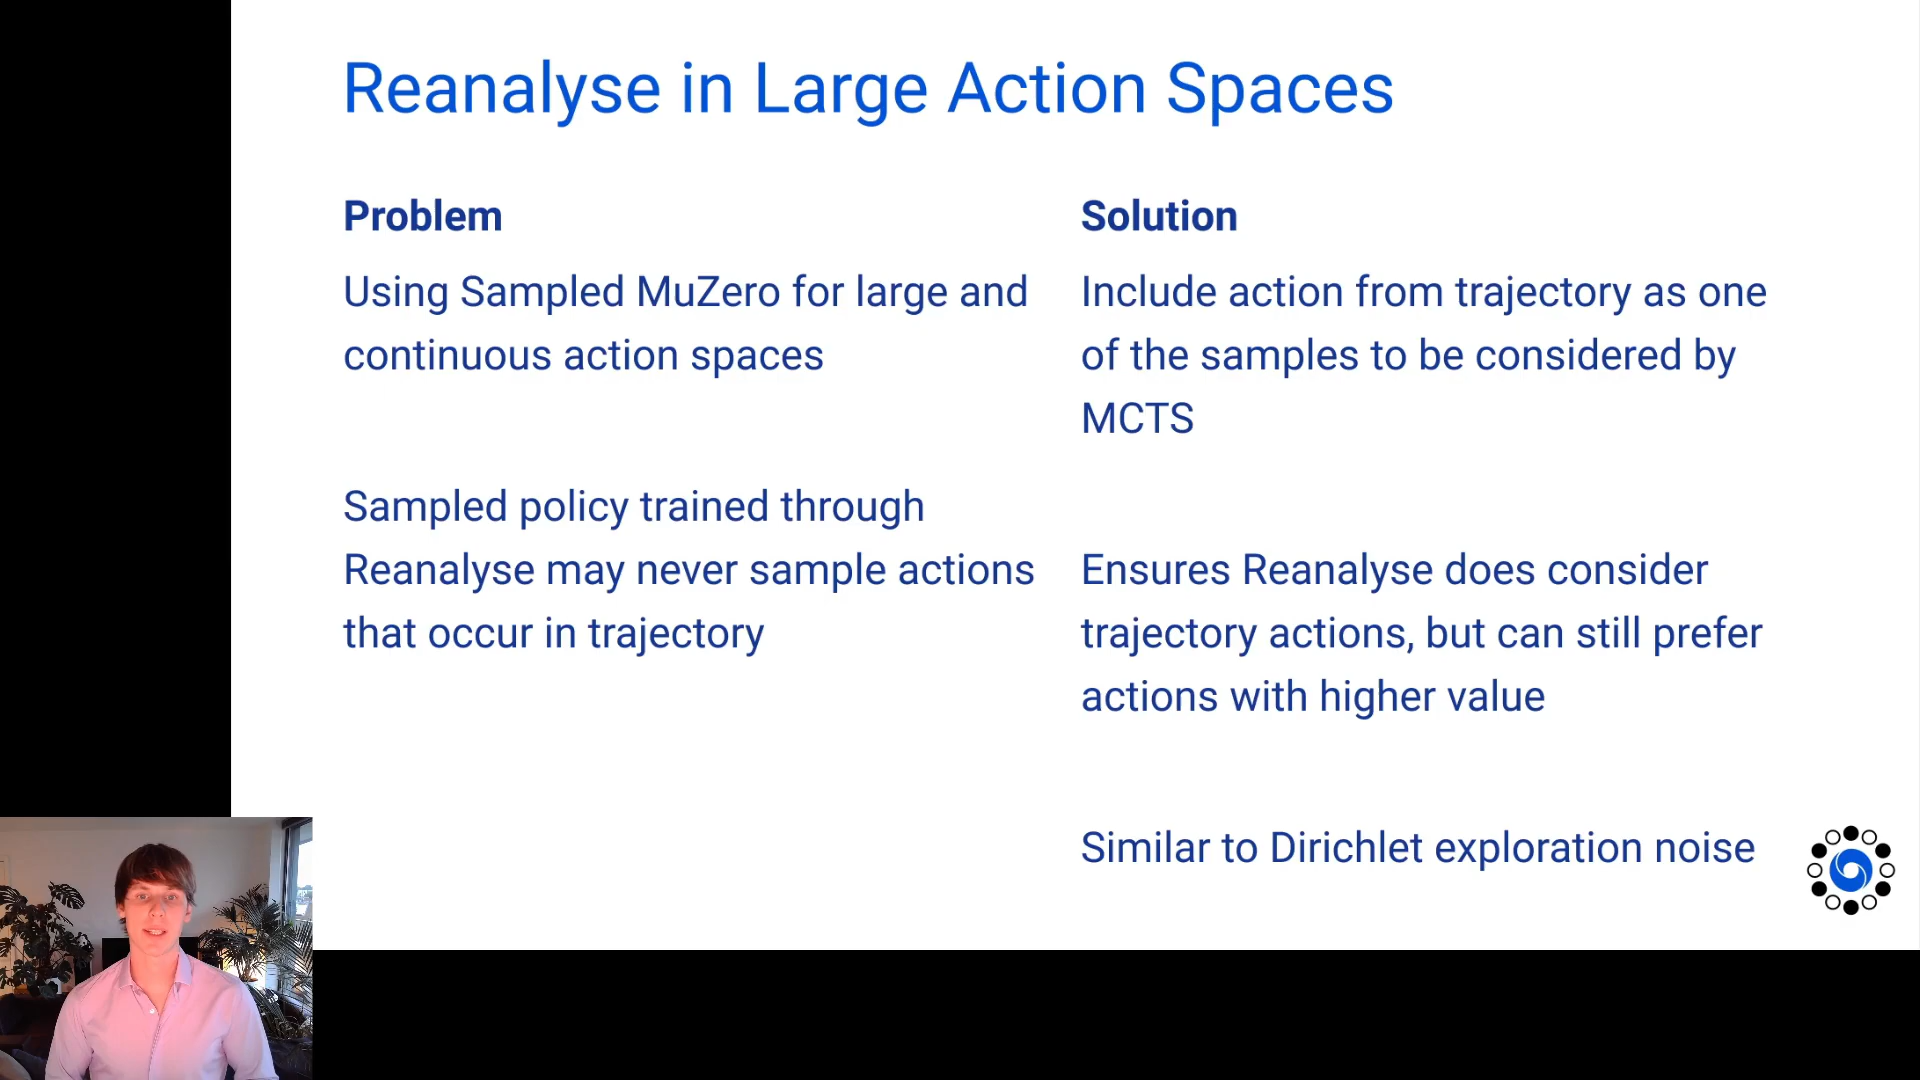 Reanalyse in Large Action Spaces
Problem
Using Sampled MuZero for large and
continuous action spaces
Sampled policy trained through
Reanalyse may never sample actions
that occur in trajectory
Solution
Include action from trajectory as one
of the samples to be considered by
MCTS
Ensures Reanalyse does consider
trajectory actions, but can still prefer
actions with higher value
Similar to Dirichlet exploration noise